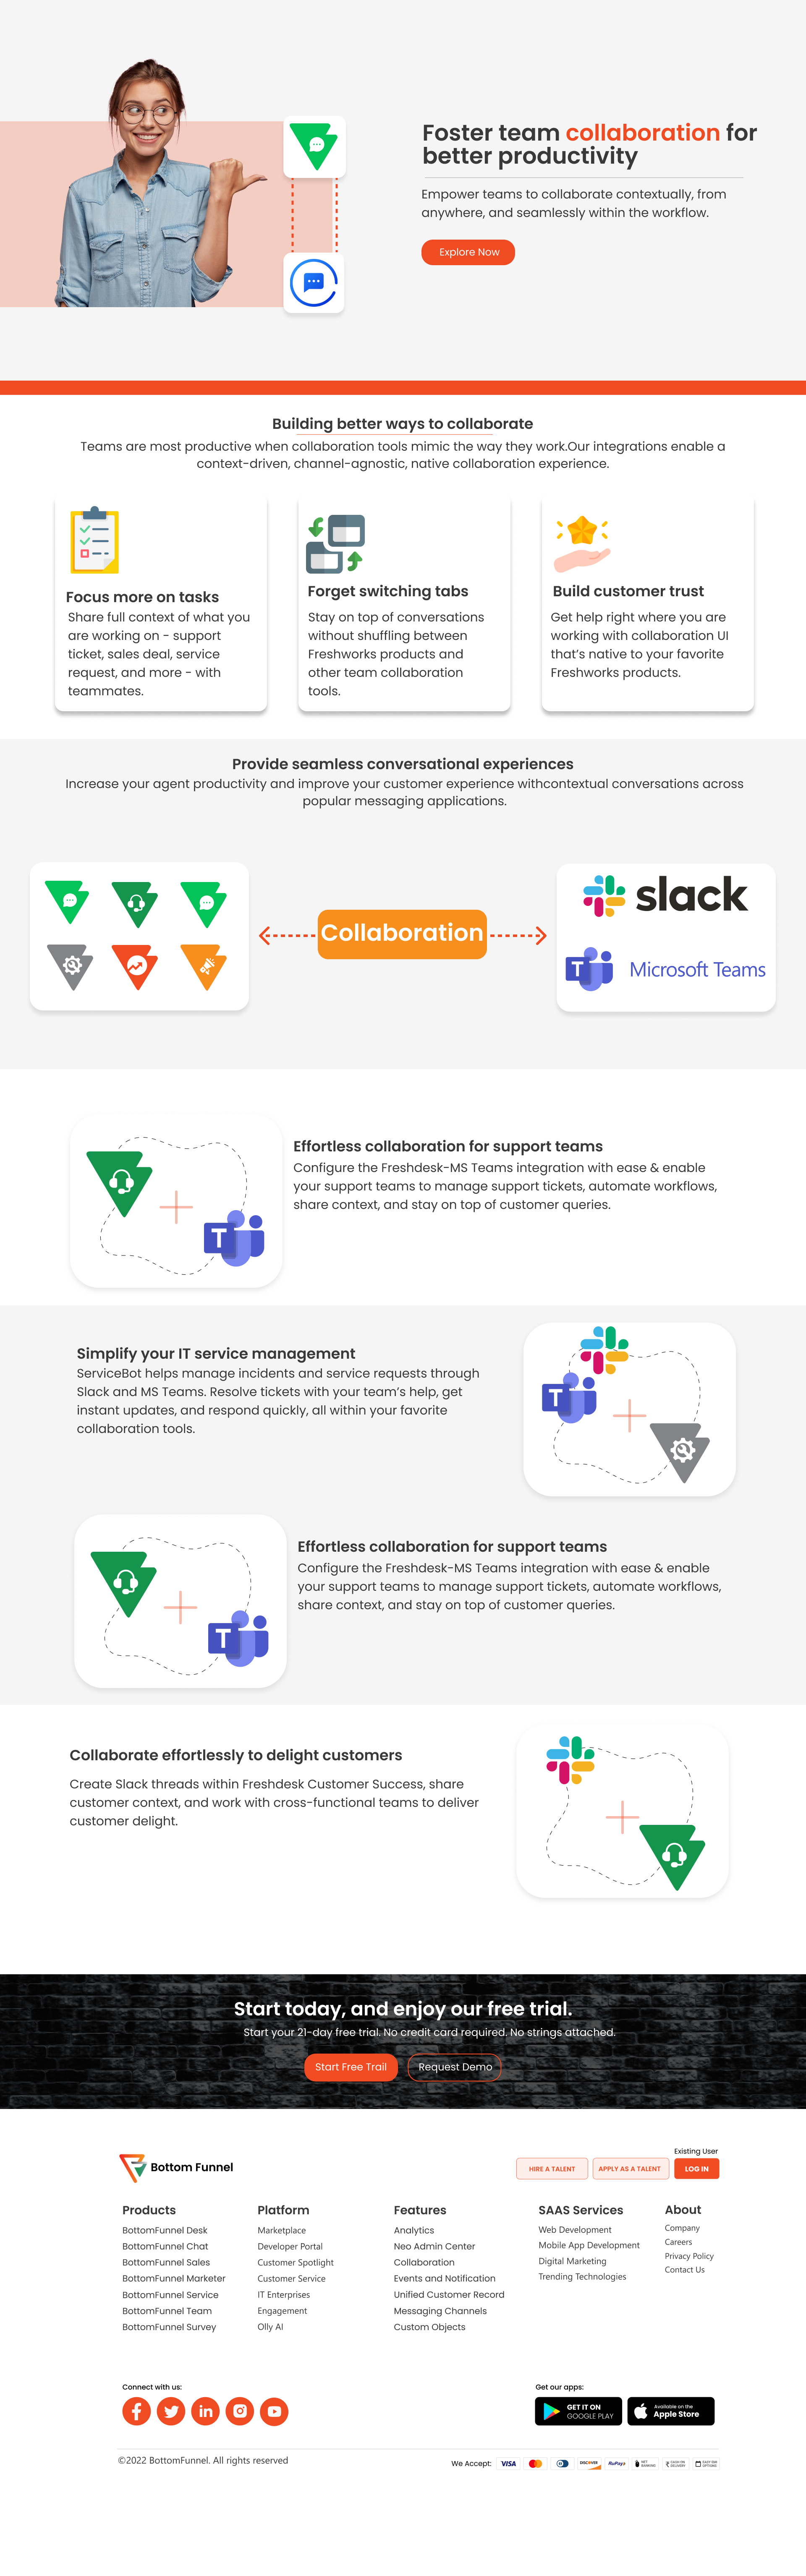 Foster team collaboration for
better productivity
Empower teams to collaborate contextually, from
anywhere, and seamlessly within the workflow.
Explore Now
Building better ways to collaborate
Teams are most productive when collaboration tools mimic the way they work.Our integrations enable a
context-driven, channel-agnostic, native collaboration experience.
Focus more on tasks
Share full context of what you
are working on - support
ticket, sales deal, service
request, and more - with
teammates.
Forget switching tabs
Stay on top of conversations
without shuffling between
Freshworks products and
other team collaboration
tools.
Build customer trust
Get help right where you are
working with collaboration UI
that's native to your favorite
Freshworks products.
Provide seamless conversational experiences
Increase your agent productivity and improve your customer experience withcontextual conversations across
popular messaging applications.
Collaboration
slack
T Microsoft Teams
Effortless collaboration for support teams
Configure the Freshdesk-MS Teams integration with ease & enable
your support teams to manage support tickets, automate workflows,
share context, and stay on top of customer queries.
T
Simplify your IT service management
ServiceBot helps manage incidents and service requests through
Slack and MS Teams. Resolve tickets with your team's help, get
instant updates, and respond quickly, all within your favorite
collaboration tools.
T
Effortless collaboration for support teams
Configure the Freshdesk-MS Teams integration with ease & enable
your support teams to manage support tickets, automate workflows,
share context, and stay on top of customer queries.
T
Collaborate effortlessly to delight customers
Create Slack threads within Freshdesk Customer Success, share
customer context, and work with cross-functional teams to deliver
customer delight.
Start today, and enjoy our free trial.
Start your 21-day free trial. No credit card required. No strings attached.
Start Free Trail
Request Demo
Bottom Funnel
Existing User
HIRE A TALENT
APPLY AS A TALENT
LOG IN
Products
BottomFunnel Desk
BottomFunnel Chat
BottomFunnel Sales
BottomFunnel Marketer
BottomFunnel Service
BottomFunnel Team
BottomFunnel Survey
Platform
Marketplace
Developer Portal
Customer Spotlight
Customer Service
IT Enterprises
Engagement
Olly AI
Features
Analytics
Neo Admin Center
Collaboration
Events and Notification
Unified Customer Record
Messaging Channels
Custom Objects
SAAS Services
Web Development
Mobile App Development
Digital Marketing
Trending Technologies
About
Company
Careers
Privacy Policy
Contact Us
Connect with us:
Get our apps:
GET IT ON
GOOGLE PLAY
Available on the
Apple Store
©2022 BottomFunnel. All rights reserved
We Accept:
VISA
DISCOVER
RuPay
NET
BANKING
CASH ON
DELIVERY
EASY EMI
OPTIONS